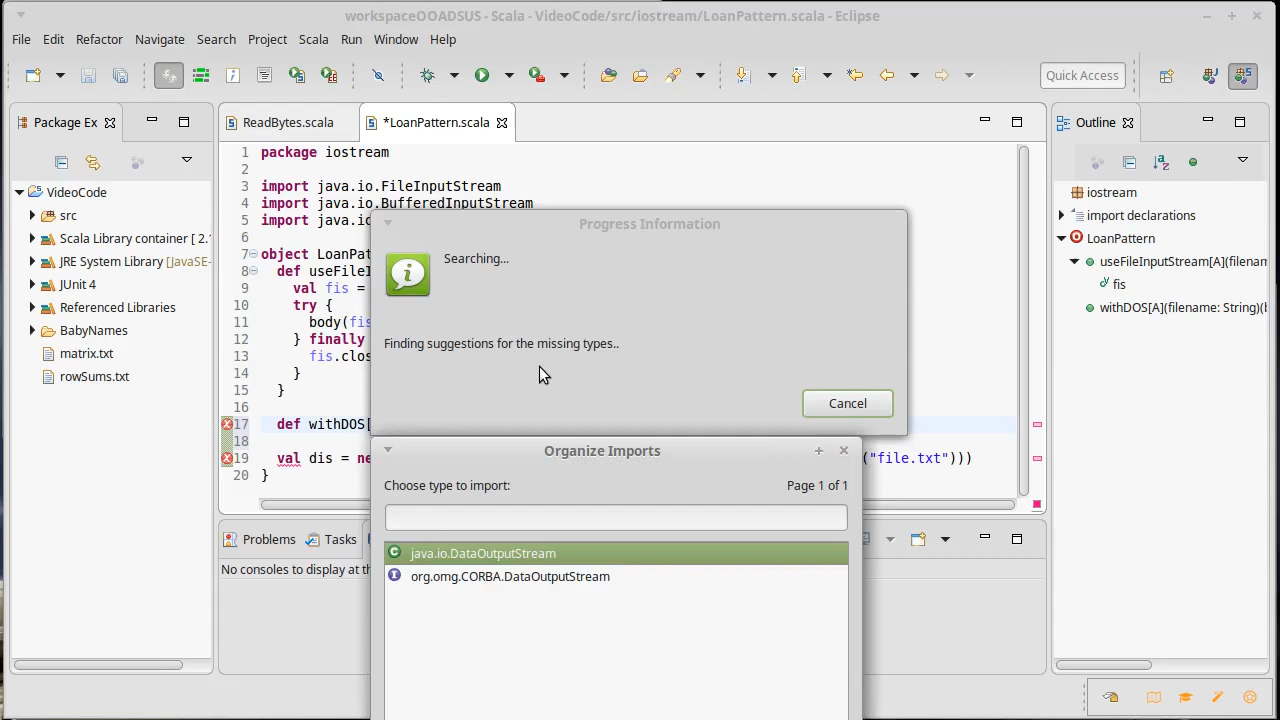 workspaceOOADSUS - Scala - VideoCode/src/iostream/LoanPattern.scala - Eclipse
File Edit Refactor Navigate Search Project Scala Run Window Help
Quick Access
Package Ex
ReadBytes.scala
*LoanPattern.scala
Outline
VideoCode
src
Scala Library container [ 2.
JRE System Library [JavaSE-
JUnit 4
Referenced Libraries
BabyNames
matrix.txt
rowSums.txt
1 package iostream
2
3 import java.io.FileInputStream
4 import java.io.BufferedInputStream
5 import java.io
6
7 object LoanPatt
8 def useFileI
9 val fis =
10 try {
11 body(fis
12 } finally
13 fis.clos
14 }
15 }
16
17 def withDOS[
18
19 val dis = ne ("file.txt")))
20 }
Progress Information
Searching...
Finding suggestions for the missing types..
Cancel
Organize Imports
Choose type to import:
Page 1 of 1
java.io.DataOutputStream
org.omg.CORBA.DataOutputStream
iostream
import declarations
LoanPattern
useFileInputStream[A](filenam
fis
withDOS[A](filename: String)(b
Problems
Tasks
No consoles to display at th